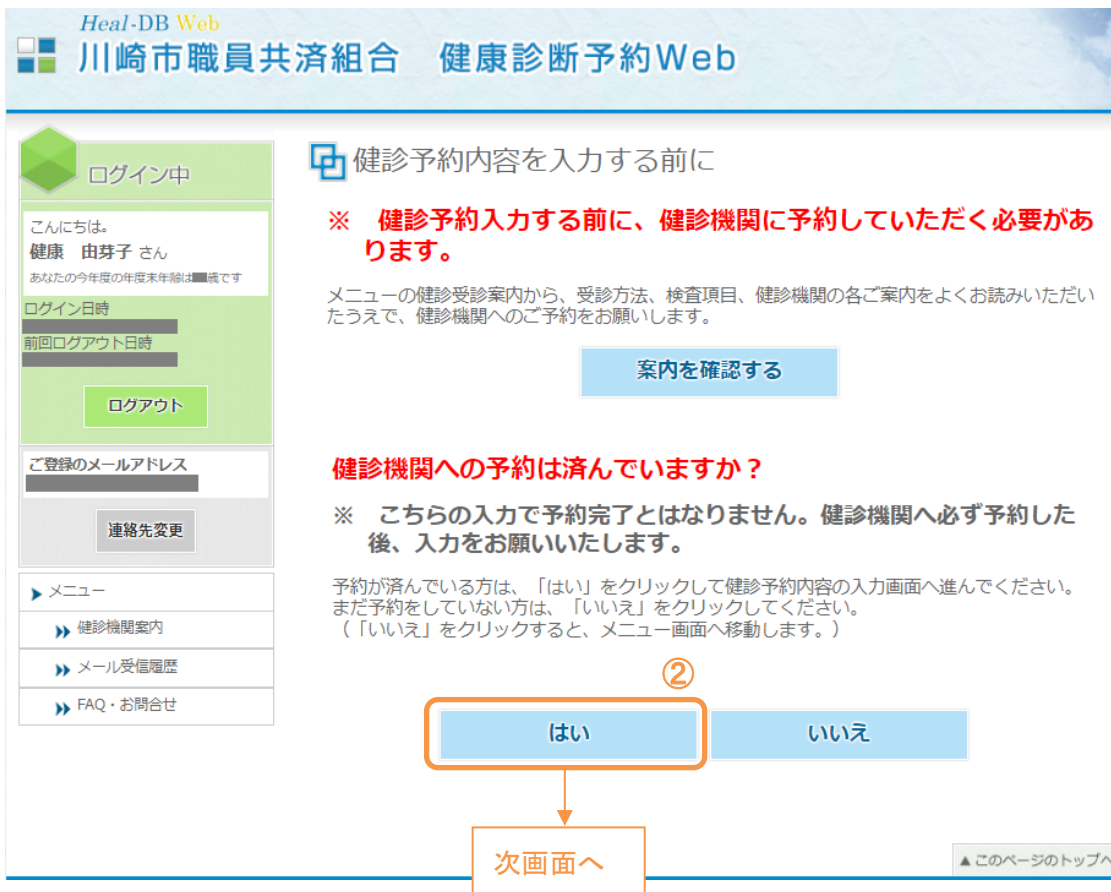 Heal-DB Web
川崎市職員共済組合　健康診断予約Web
ログイン中
こんにちは。
健康　由芽子 さん
あなたの今年度の年度末年齢は歳です
ログイン日時
前回ログアウト日時
ログアウト
ご登録のメールアドレス
連絡先変更
メニュー
健診機関案内
メール受信履歴
FAQ・お問合せ
健診予約内容を入力する前に
※　健診予約入力する前に、健診機関に予約していただく必要があ
ります。
メニューの健診受診案内から、受診方法、検査項目、健診機関の各ご案内をよくお読みいただい
たうえで、健診機関へのご予約をお願いします。
案内を確認する
健診機関への予約は済んでいますか？
※　こちらの入力で予約完了とはなりません。健診機関へ必ず予約した
後、入力をお願いいたします。
予約が済んでいる方は、「はい」をクリックして健診予約内容の入力画面へ進んでください。
まだ予約をしていない方は、「いいえ」をクリックしてください。
（「いいえ」をクリックすると、メニュー画面へ移動します。）
②
はい
いいえ
次画面へ
▲このページのトップへ